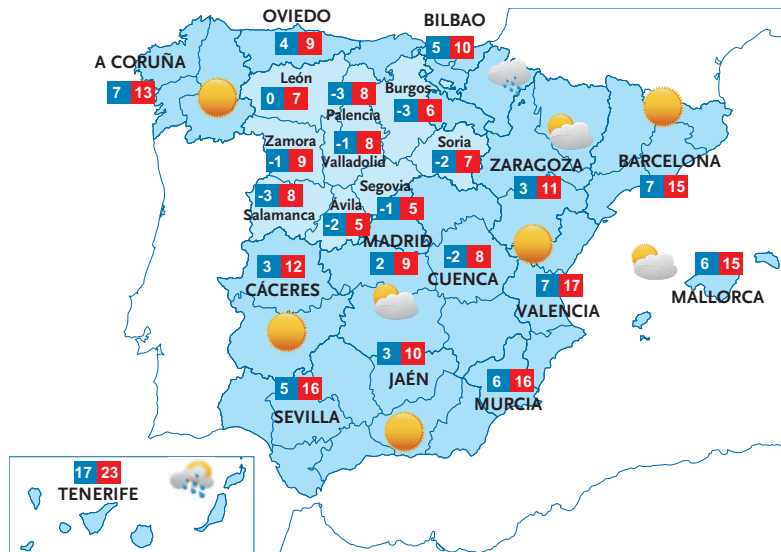 OVIEDO
4 9
BILBAO
5 10
A CORUÑA
7 13
León
0 7
-3 8
Palencia
Burgos
-3 6
Zamora
-1 9
-1 8
Valladolid
Soria
-2 7
ZARAGOZA
3 11
BARCELONA
7 15
-3 8
Salamanca
Ávila
-2 5
Segovia
-1 5
MADRID
2 9
-2 8
CUENCA
3 12
CÁCERES
7 17
VALENCIA
6 15
MALLORCA
3 10
JAÉN
6 16
MURCIA
5 16
SEVILLA
17 23
TENERIFE